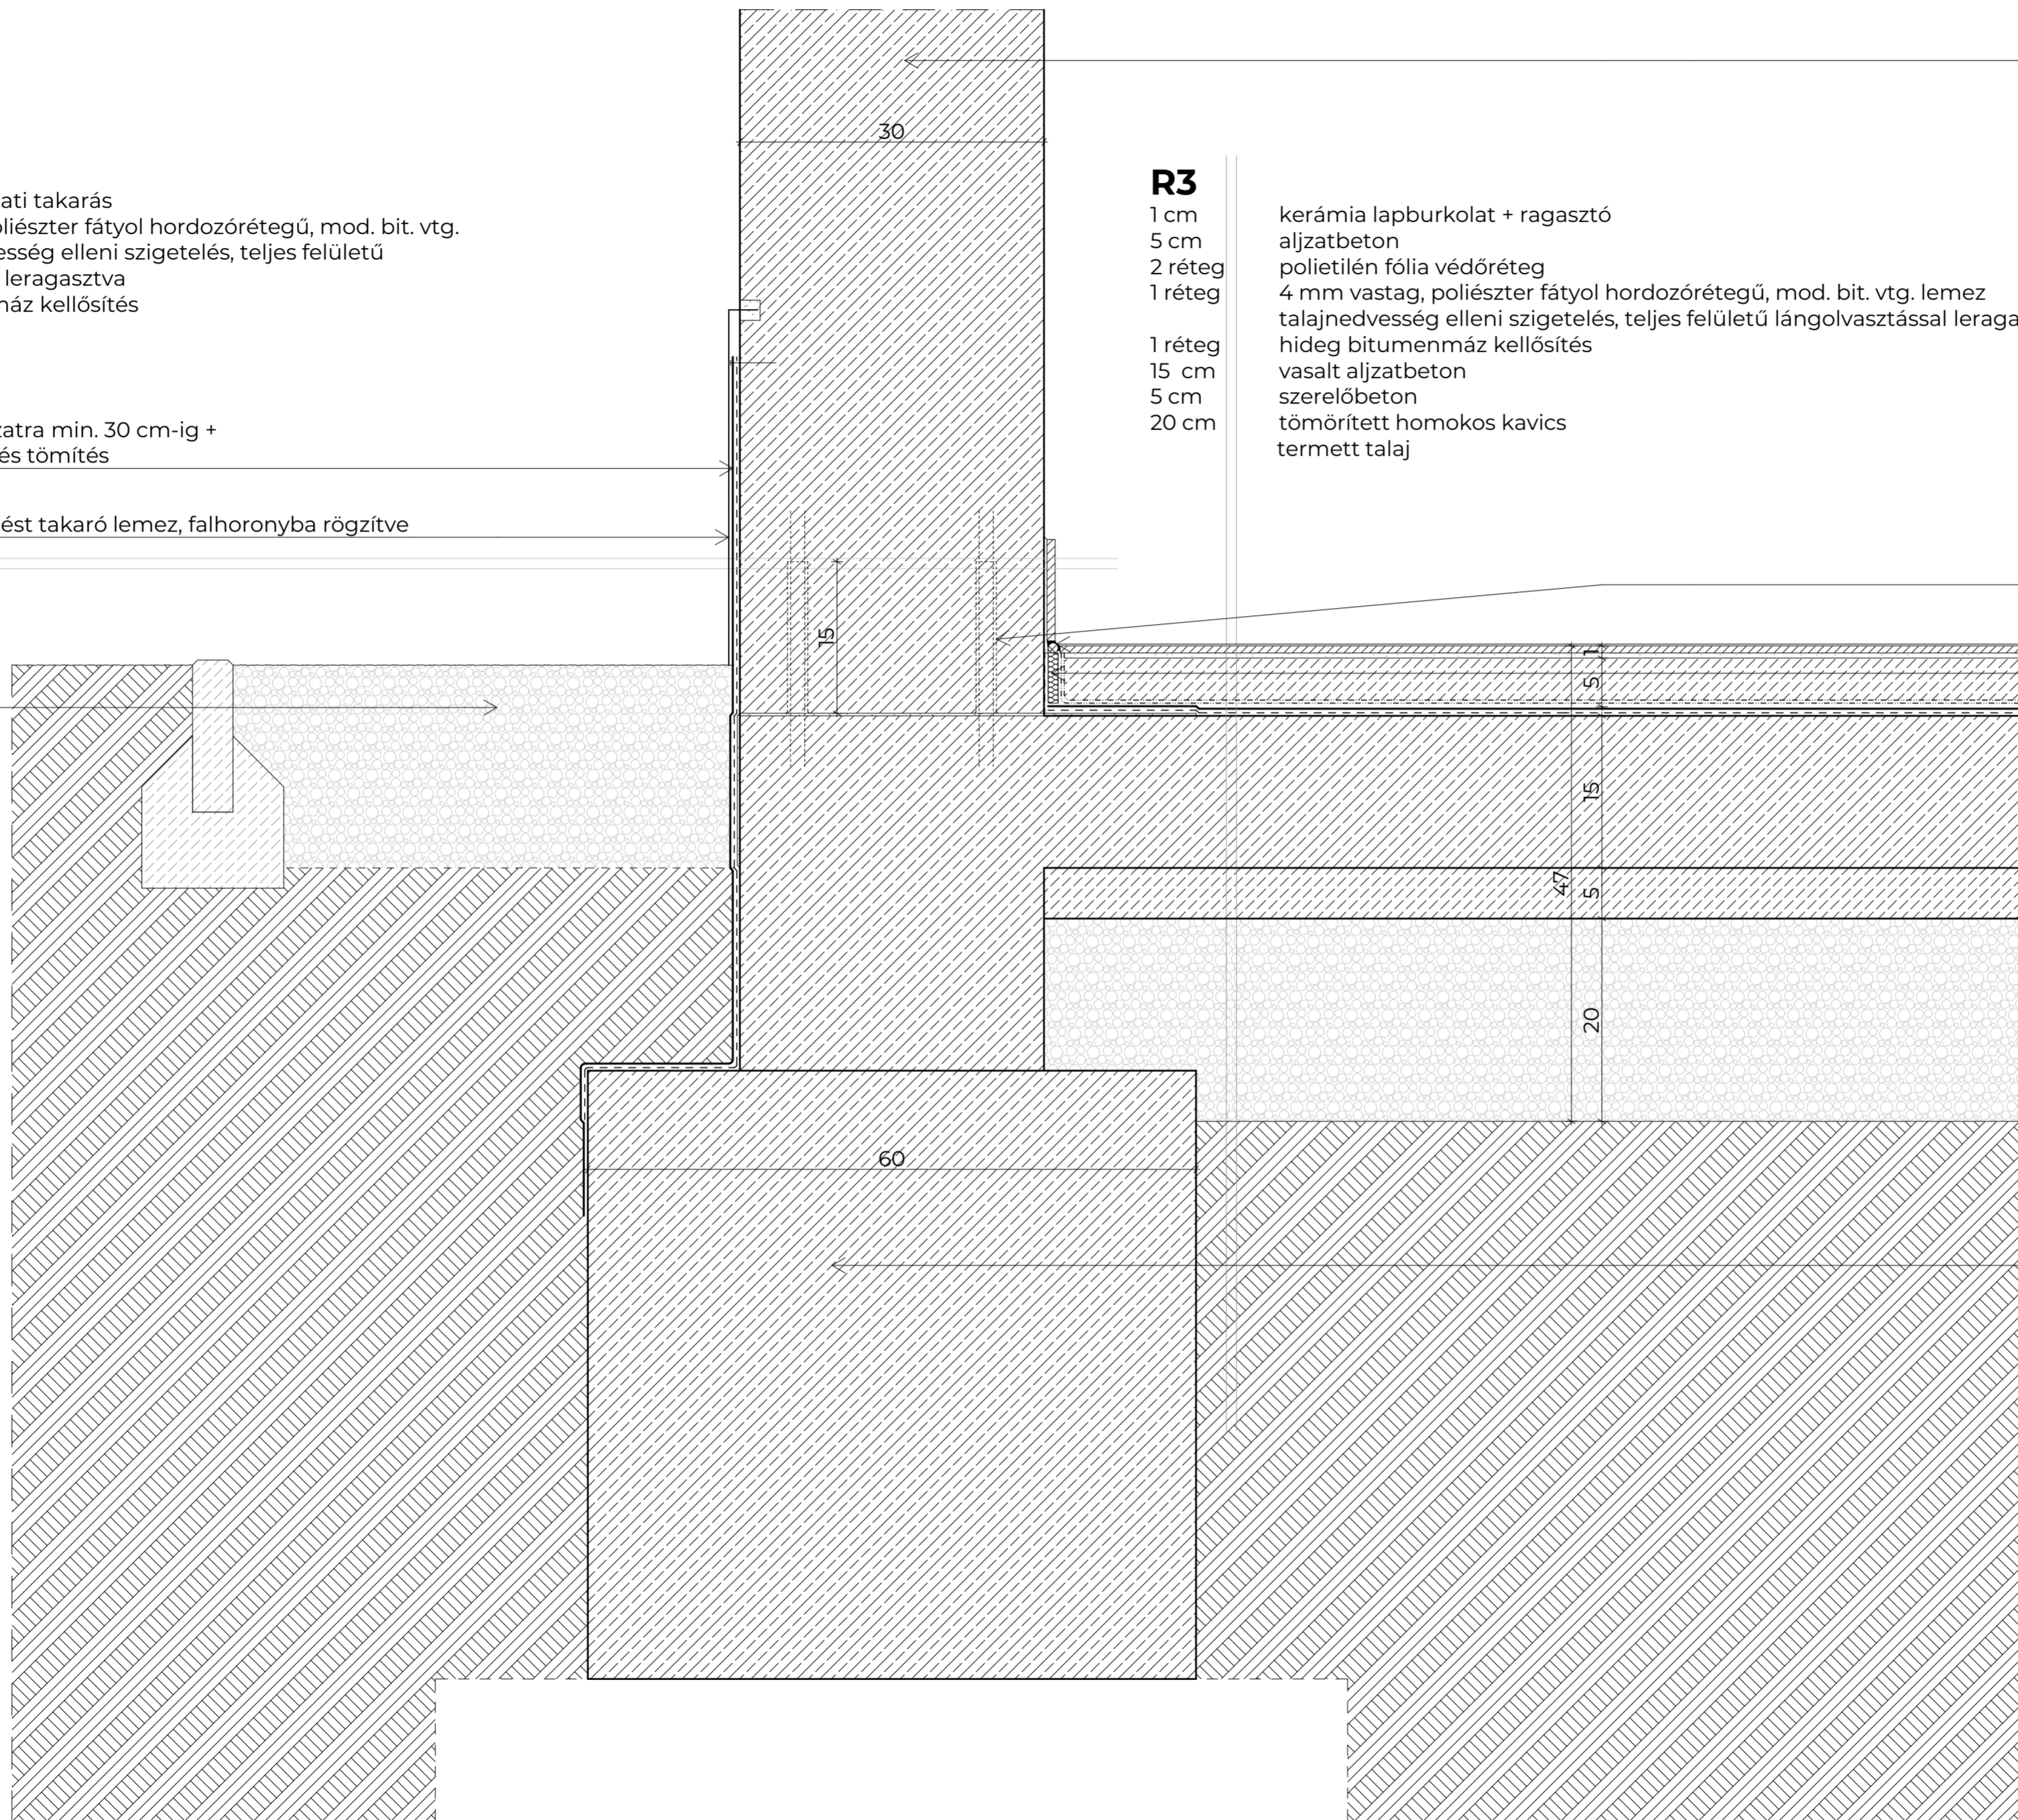 30
ati takarás
oliészter fátyol hordozórétegű, mod. bit. vtg.
esség elleni szigetelés, teljes felületű
leragasztva
náz kellősítés
zatra min. 30 cm-ig +
és tömítés
ést takaró lemez, falhoronyba rögzítve
R3
1 cm kerámia lapburkolat + ragasztó
5 cm aljzatbeton
2 réteg polietilén fólia védőréteg
1 réteg 4 mm vastag, poliészter fátyol hordozórétegű, mod. bit. vtg. lemez
talajnedvesség elleni szigetelés, teljes felületű lángolvasztással leraga
1 réteg hideg bitumenmáz kellősítés
15 cm vasalt aljzatbeton
5 cm szerelőbeton
20 cm tömörített homokos kavics
termett talaj
15
1
5
15
47
5
20
60